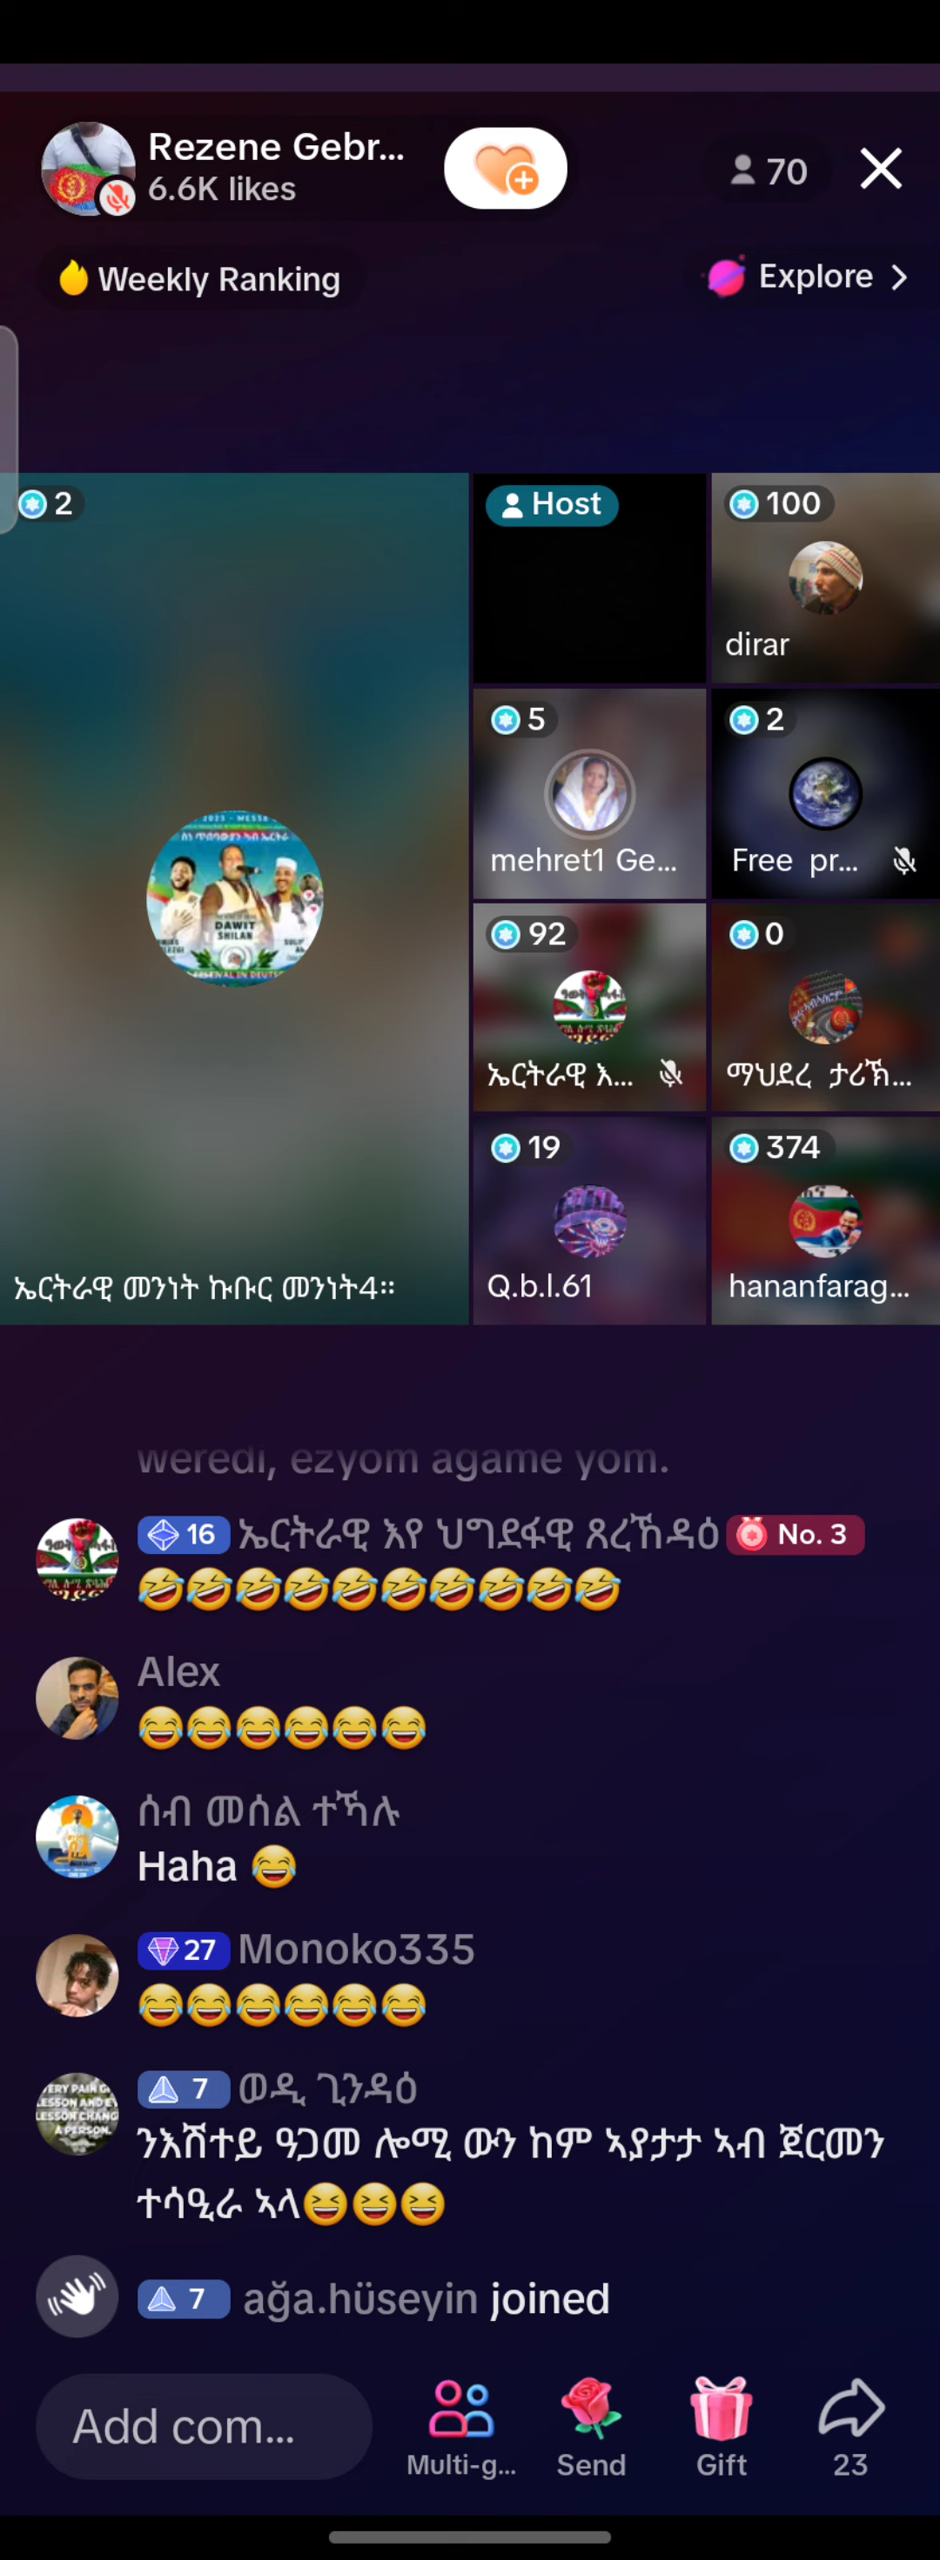 Rezene Gebr...
6.6K likes
70
Weekly Ranking
Explore
2
Host
100
dirar
5
2
mehret1 Ge...
Free pr...
92
0
ኤርትራዊ እ...
ማህደረ ታሪኽ...
19
374
DAWIT
SHILAN
ኤርትራዊ መንነት ኩቡር መንነት4።
Q.b.l.61
hananfarag...
weredi, ezyom agame yom.
16 ኤርትራዊ እየ ህግደፋዊ ጸረኸዳዕ No. 3
🤣🤣🤣🤣🤣🤣🤣🤣🤣🤣
Alex
😂😂😂😂😂😂
ሰብ መሰል ተኻሉ
Haha 😂
27 Monoko335
😂😂😂😂😂😂
7 ወዲ ጊንዳዕ
ንእሽተይ ዓጋመ ሎሚ ውን ከም ኣያታታ ኣብ ጀርመን
ተሳዒራ ኣላ😆😆😆
7 ağa.hüseyin joined
Add com...
Multi-g...
Send
Gift
23